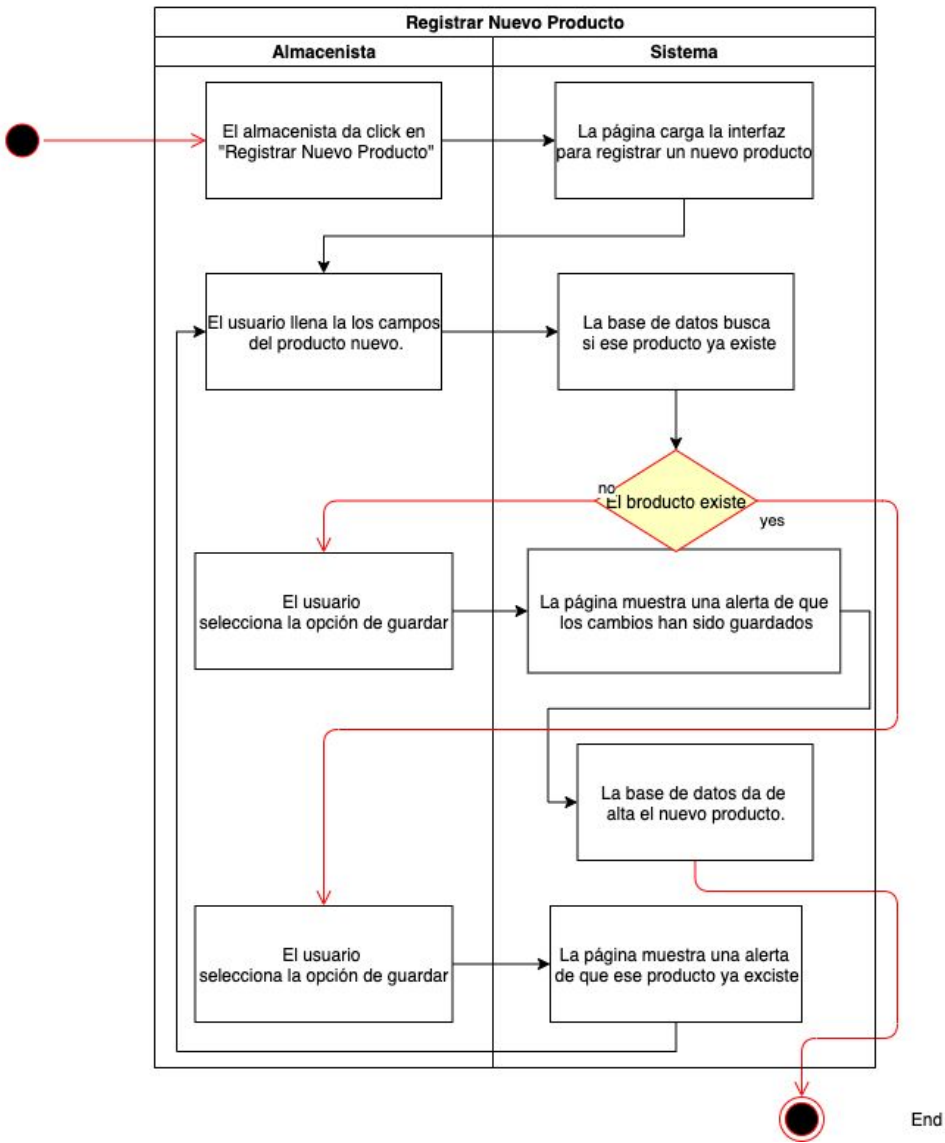 Registrar Nuevo Producto
Almacenista
Sistema
El almacenista da click en
"Registrar Nuevo Producto"
La página carga la interfaz
para registrar un nuevo producto
El usuario llena la los campos
del producto nuevo.
La base de datos busca
si ese producto ya existe
no
El broducto existe
yes
El usuario
selecciona la opción de guardar
La página muestra una alerta de que
los cambios han sido guardados
La base de datos da de
alta el nuevo producto.
El usuario
selecciona la opción de guardar
La página muestra una alerta
de que ese producto ya exciste
End